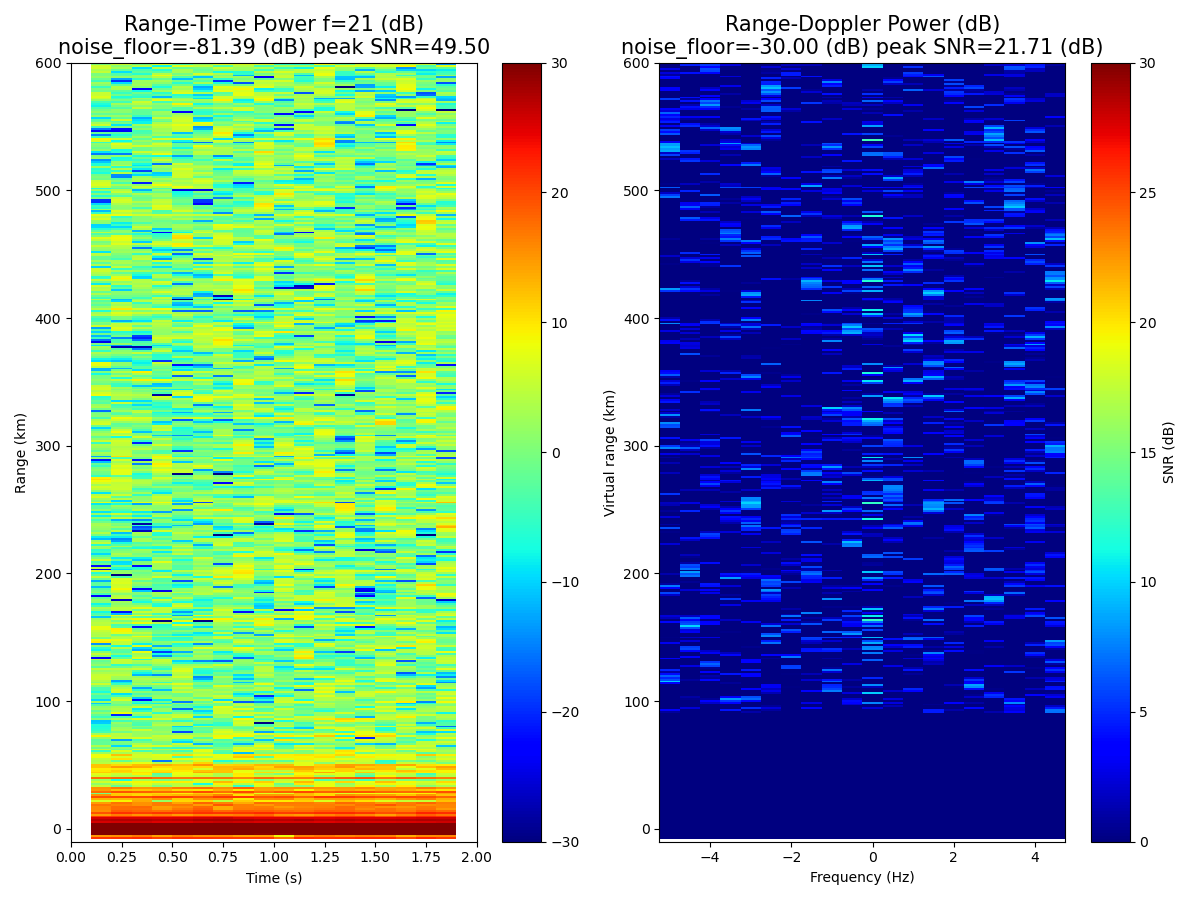 Range-Time Power f=21 (dB)
noise_floor=-81.39 (dB) peak SNR=49.50
600
500
400
300
200
100
0
Range (km)
0.00 0.25 0.50 0.75 1.00 1.25 1.50 1.75 2.00
Time (s)
30
20
10
0
−10
−20
−30
Range-Doppler Power (dB)
noise_floor=-30.00 (dB) peak SNR=21.71 (dB)
600
500
400
300
200
100
0
Virtual range (km)
−4 −2 0 2 4
Frequency (Hz)
30
25
20
15
10
5
0
SNR (dB)